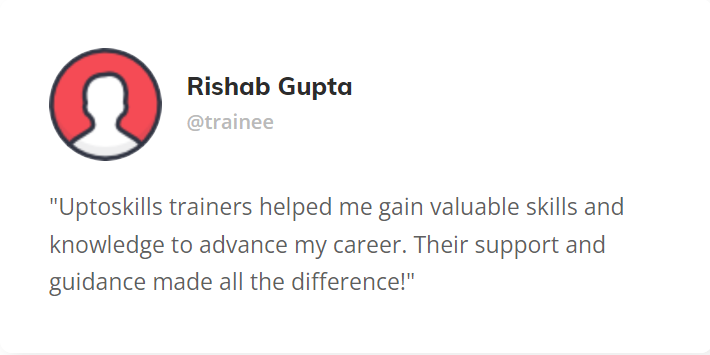 Rishab Gupta
@trainee
"Uptoskills trainers helped me gain valuable skills and
knowledge to advance my career. Their support and
guidance made all the difference!"